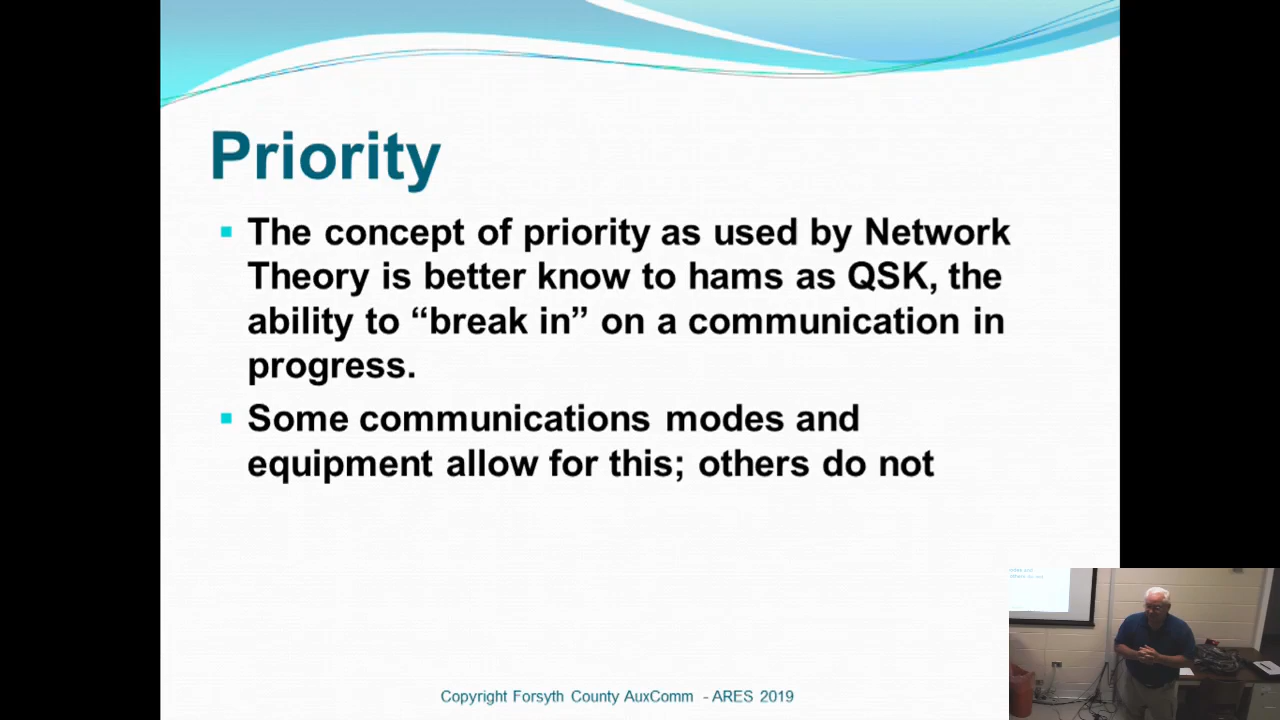 Priority
▪ The concept of priority as used by Network
Theory is better know to hams as QSK, the
ability to “break in” on a communication in
progress.
▪ Some communications modes and
equipment allow for this; others do not
Copyright Forsyth County AuxComm - ARES 2019